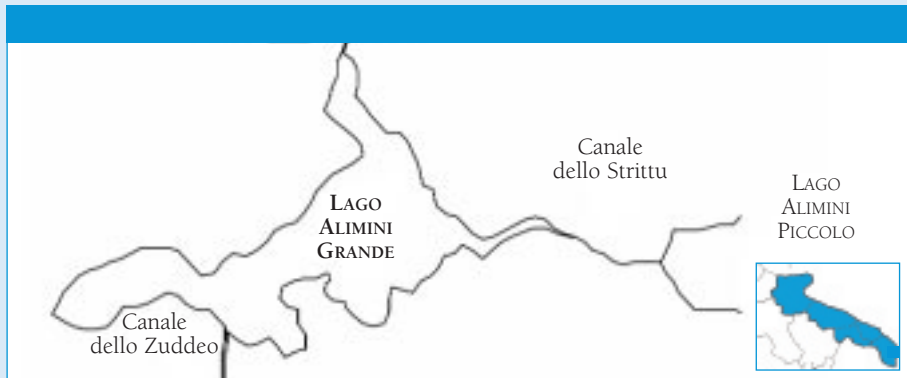 Canale
dello Strittu
LAGO
ALIMINI
PICCOLO
LAGO
ALIMINI
GRANDE
Canale
dello Zuddeo